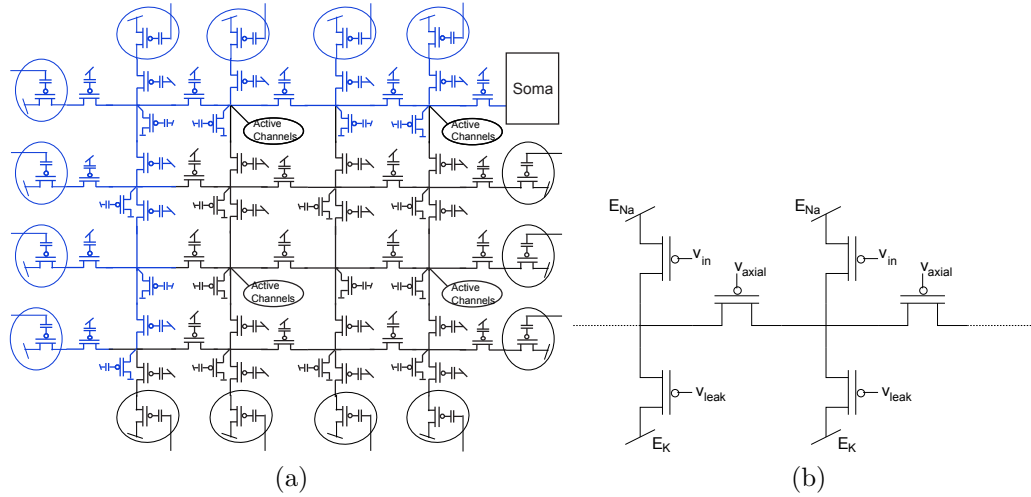 Soma
Active
Channels
Active
Channels
Active
Channels
Active
Channels
(a)
E_Na
E_Na
v_in
v_in
v_axial
v_axial
v_leak
v_leak
E_K
E_K
(b)